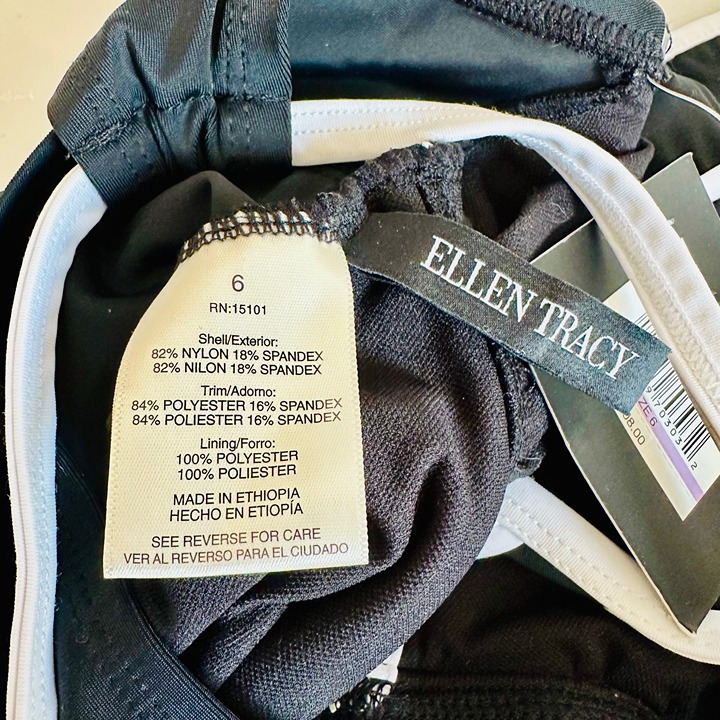 6
RN:15101
Shell/Exterior:
82% NYLON 18% SPANDEX
82% NILON 18% SPANDEX
Trim/Adorno:
84% POLYESTER 16% SPANDEX
84% POLIESTER 16% SPANDEX
Lining/Forro:
100% POLYESTER
100% POLIESTER
MADE IN ETHIOPIA
HECHO EN ETIOPÍA
SEE REVERSE FOR CARE
VER AL REVERSO PARA EL CIUDADO
ELLEN TRACY